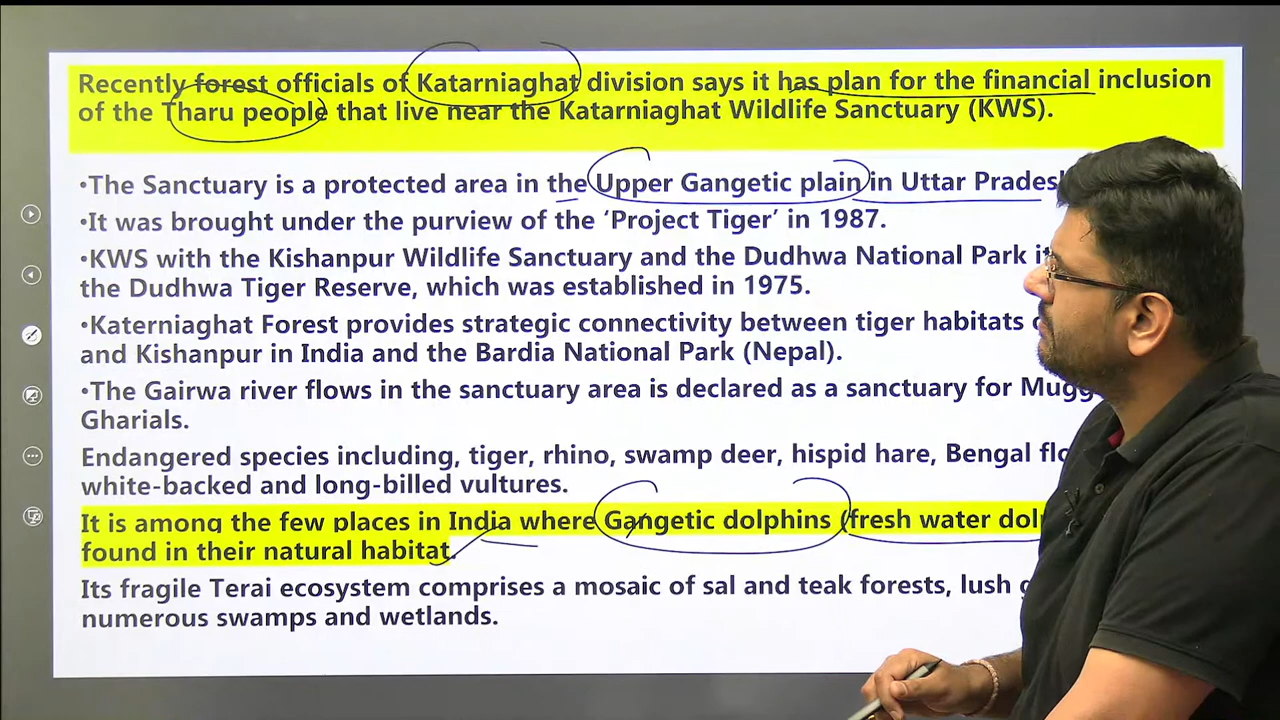 Recently forest officials of Katarniaghat division says it has plan for the financial inclusion
of the Tharu people that live near the Katarniaghat Wildlife Sanctuary (KWS).
•The Sanctuary is a protected area in the Upper Gangetic plain in Uttar
•It was brought under the purview of the ‘Project Tiger’ in 1987.
•KWS with the Kishanpur Wildlife Sanctuary and the Dudhwa National Park
the Dudhwa Tiger Reserve, which was established in 1975.
•Katerniaghat Forest provides strategic connectivity between tiger habitats
and Kishanpur in India and the Bardia National Park (Nepal).
•The Gairwa river flows in the sanctuary area is declared as a sanctuary for
Gharials.
Endangered species including, tiger, rhino, swamp deer, hispid hare, Bengal
white-backed and long-billed vultures.
It is among the few places in India where Gangetic dolphins (fresh water
found in their natural habitat.
Its fragile Terai ecosystem comprises a mosaic of sal and teak forests, lush
numerous swamps and wetlands.